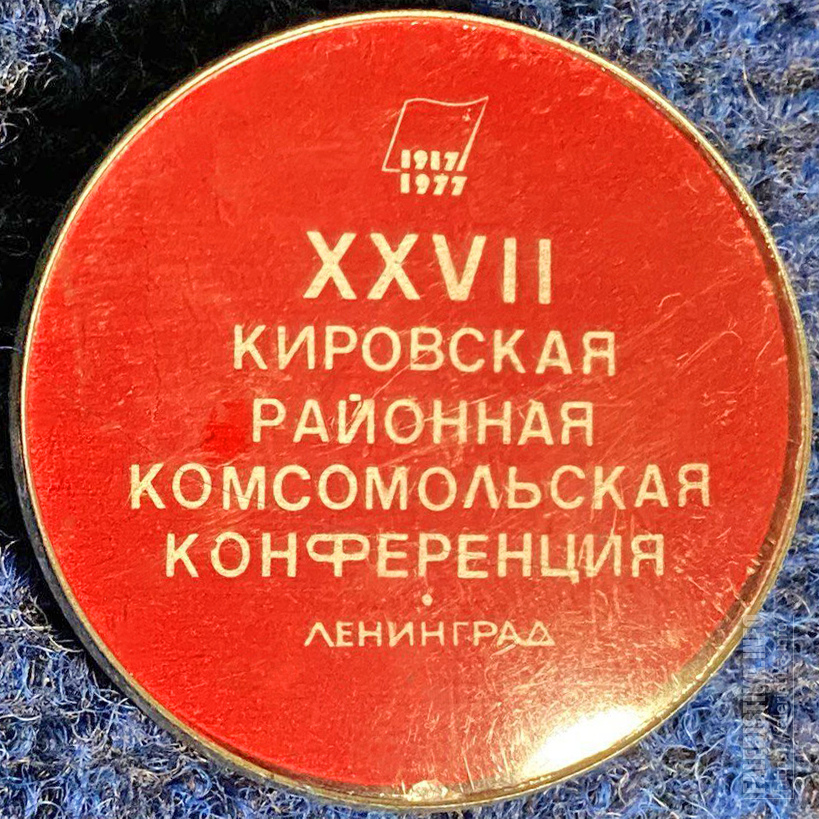 1917
1977
XXVII
КИРОВСКАЯ
РАЙОННАЯ
КОМСОМОЛЬСКАЯ
КОНФЕРЕНЦИЯ
ЛЕНИНГРАД